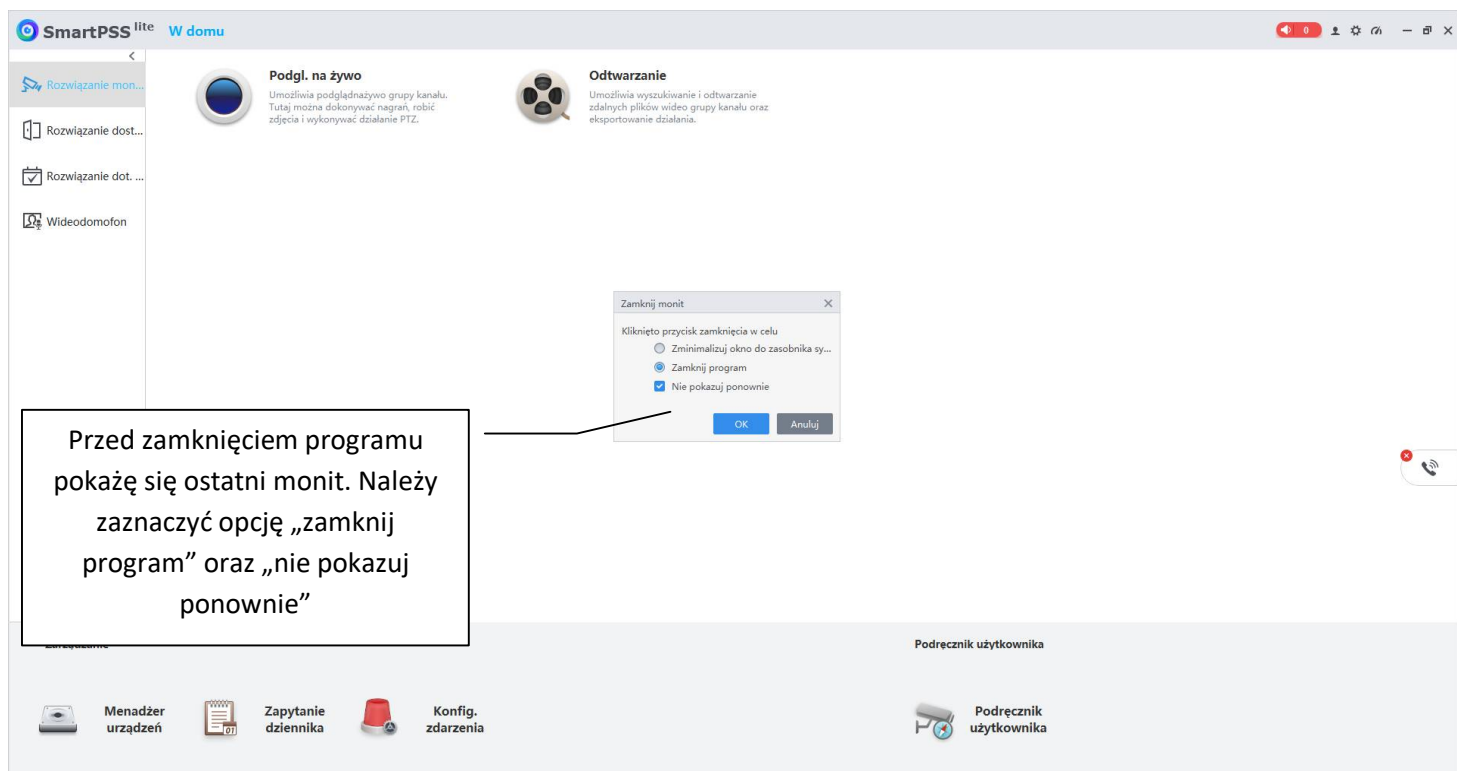 SmartPSS lite W domu
0
Rozwiązanie mon...
Rozwiązanie dost...
Rozwiązanie dot. ...
Wideodomofon
Podgl. na żywo
Umożliwia podglądnażywo grupy kanału.
Tutaj można dokonywać nagrań, robić
zdjęcia i wykonywać działanie PTZ.
Odtwarzanie
Umożliwia wyszukiwanie i odtwarzanie
zdalnych plików wideo grupy kanału oraz
eksportowanie działania.
Zamknij monit
Kliknięto przycisk zamknięcia w celu
Zminimalizuj okno do zasobnika sy...
Zamknij program
Nie pokazuj ponownie
OK Anuluj
Przed zamknięciem programu
pokażę się ostatni monit. Należy
zaznaczyć opcję „zamknij
program” oraz „nie pokazuj
ponownie”
Podręcznik użytkownika
Menadżer
urządzeń
Zapytanie
dziennika
Konfig.
zdarzenia
Podręcznik
użytkownika